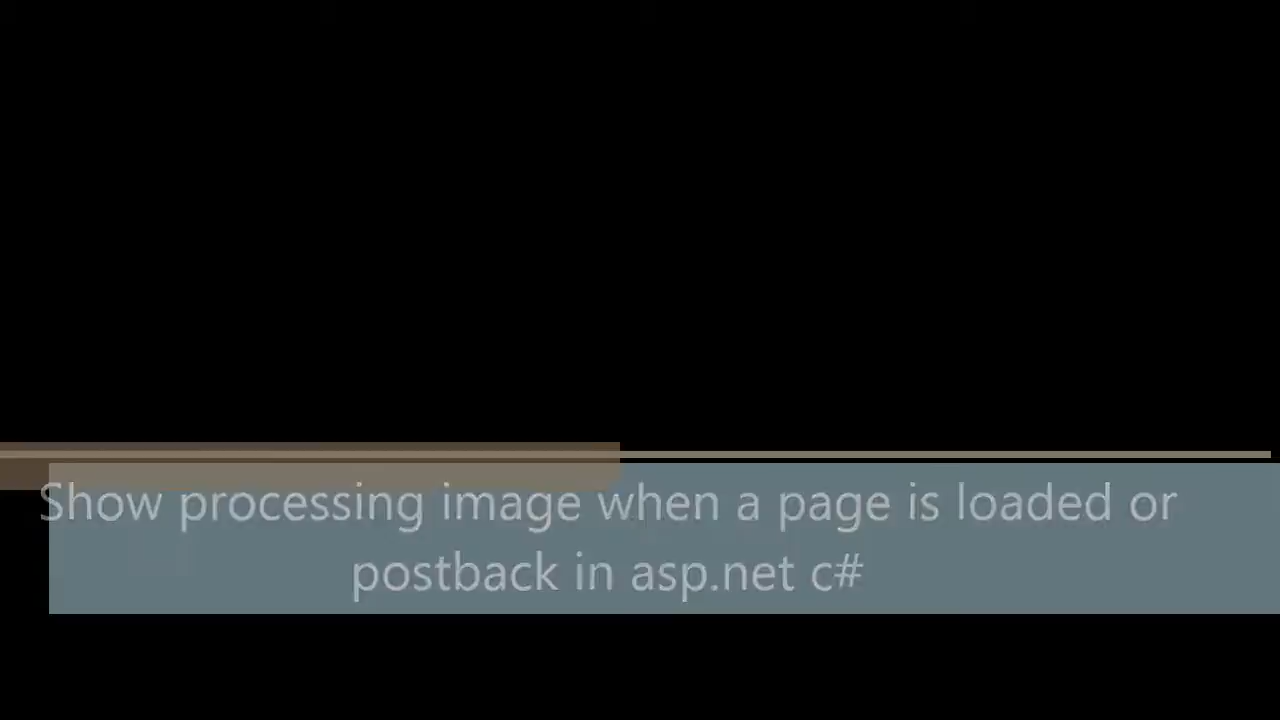 Show processing image when a page is loaded or
postback in asp.net c#